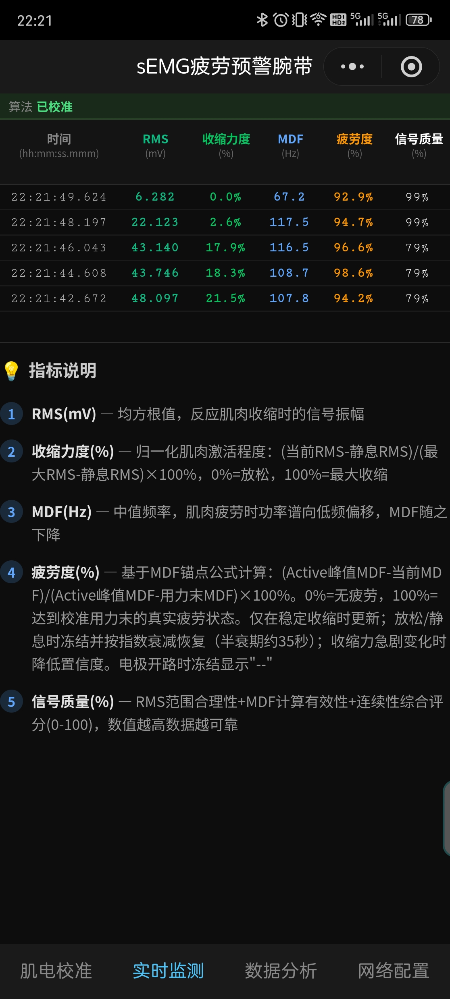 22:21
6
HD1
HD2
5G
5G
78
sEMG疲劳预警腕带
算法 已校准
时间 RMS 收缩力度 MDF 疲劳度 信号质量
(hh:mm:ss.mmm) (mV) (%) (Hz) (%) (%)
22:21:49.624 6.282 0.0% 67.2 92.9% 99%
22:21:48.197 22.123 2.6% 117.5 94.7% 99%
22:21:46.043 43.140 17.9% 116.5 96.6% 79%
22:21:44.608 43.746 18.3% 108.7 98.6% 79%
22:21:42.672 48.097 21.5% 107.8 94.2% 79%
💡 指标说明
1 RMS(mV) — 均方根值，反应肌肉收缩时的信号振幅
2 收缩力度(%) — 归一化肌肉激活程度：(当前RMS-静息RMS)/(最
大RMS-静息RMS)×100%，0%=放松，100%=最大收缩
3 MDF(Hz) — 中值频率，肌肉疲劳时功率谱向低频偏移，MDF随之
下降
4 疲劳度(%) — 基于MDF锚点公式计算：(Active峰值MDF-当前MD
F)/(Active峰值MDF-用力末MDF)×100%。0%=无疲劳，100%=
达到校准用力末的真实疲劳状态。仅在稳定收缩时更新；放松/静
息时冻结并按指数衰减恢复（半衰期约35秒）；收缩力急剧变化时
降低置信度。电极开路时冻结显示"--"
5 信号质量(%) — RMS范围合理性+MDF计算有效性+连续性综合评
分(0-100)，数值越高数据越可靠
肌电校准 实时监测 数据分析 网络配置